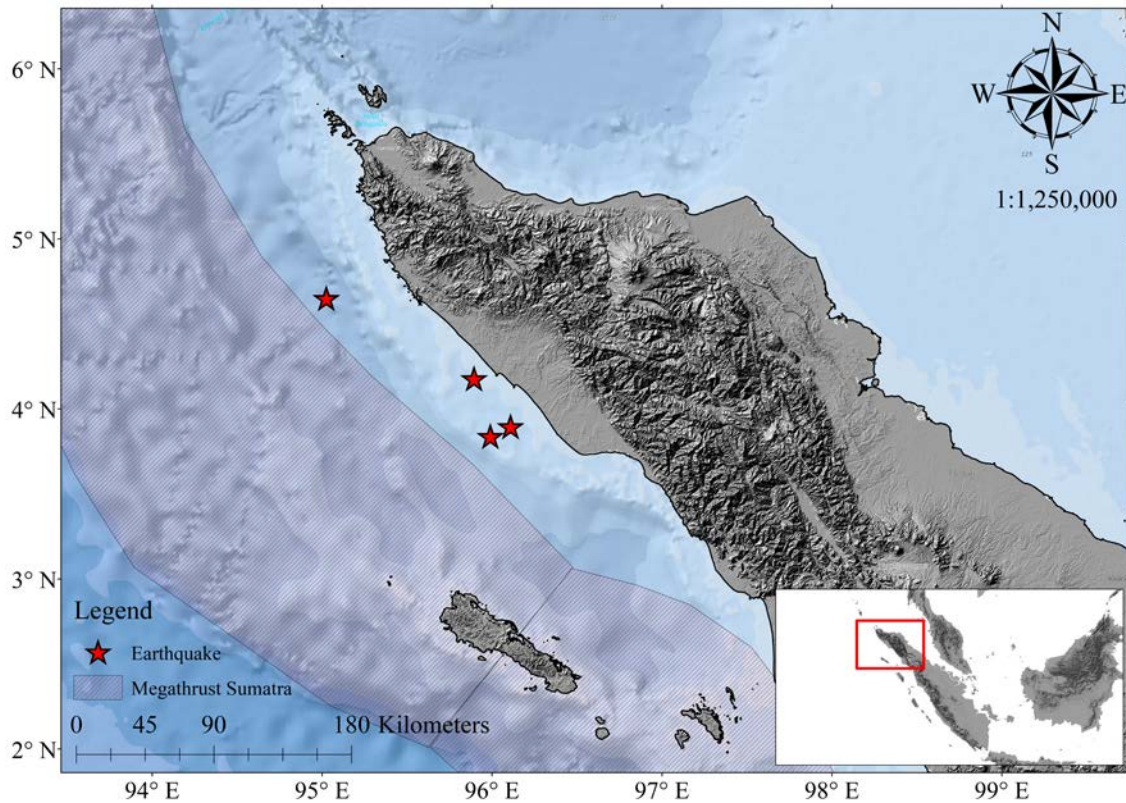 N
W E
S
1:1,250,000
6° N
5° N
4° N
3° N
2° N
Legend
Earthquake
Megathrust Sumatra
0 45 90 180 Kilometers
94° E 95° E 96° E 97° E 98° E 99° E